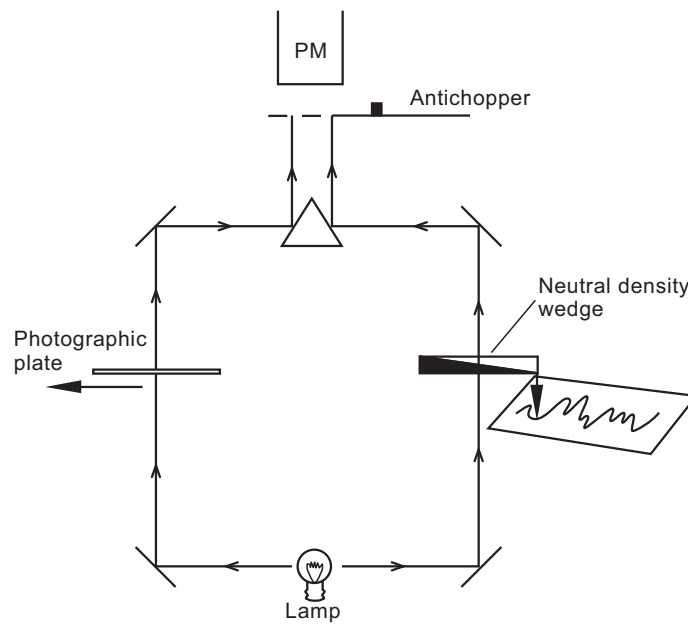 PM
Antichopper
Neutral density
wedge
Photographic
plate
Lamp